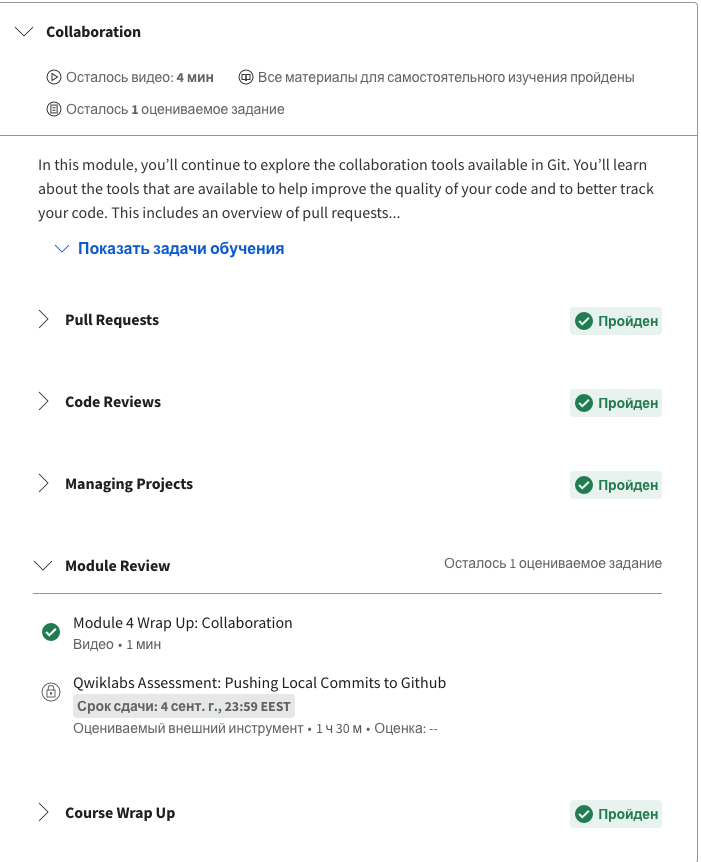 Collaboration
Осталось видео: 4 мин Все материалы для самостоятельного изучения пройдены
Осталось 1 оцениваемое задание
In this module, you’ll continue to explore the collaboration tools available in Git. You’ll learn
about the tools that are available to help improve the quality of your code and to better track
your code. This includes an overview of pull requests...
Показать задачи обучения
Pull Requests Пройден
Code Reviews Пройден
Managing Projects Пройден
Module Review Осталось 1 оцениваемое задание
Module 4 Wrap Up: Collaboration
Видео • 1 мин
Qwiklabs Assessment: Pushing Local Commits to Github
Срок сдачи: 4 сент. г., 23:59 EEST
Оцениваемый внешний инструмент • 1 ч 30 м • Оценка: --
Course Wrap Up Пройден